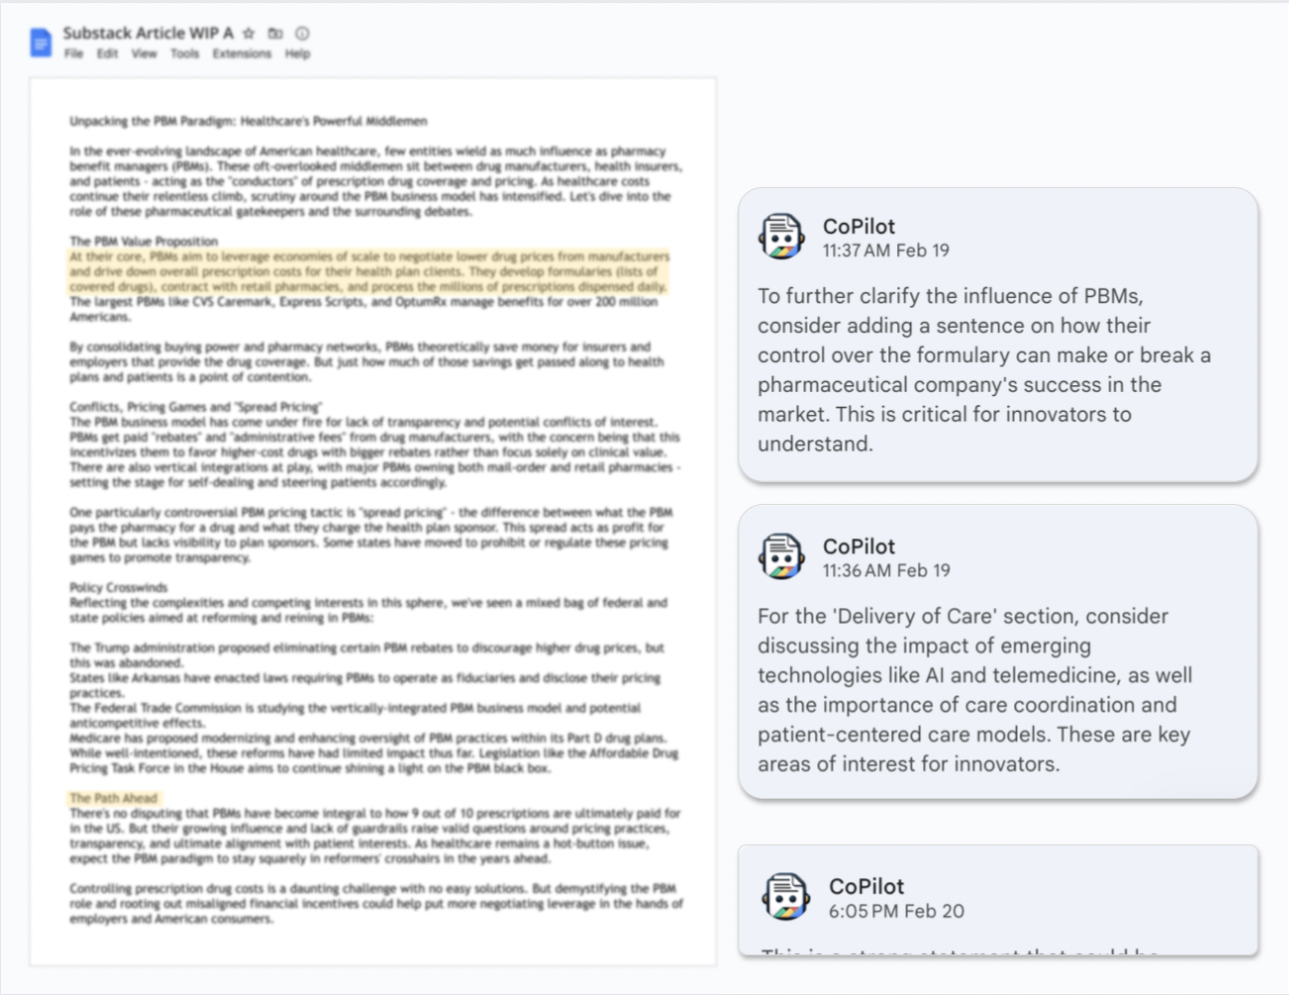 Substack Article WIP A
File Edit View Tools Extensions Help
Unpacking the PBM Paradigm: Healthcare's Powerful Middlemen
In the ever-evolving landscape of American healthcare, few entities wield as much influence as pharmacy
benefit managers (PBMs). These oft-overlooked middlemen sit between drug manufacturers, health insurers,
and patients - acting as the "conductors" of prescription drug coverage and pricing. As healthcare costs
continue their relentless climb, scrutiny around the PBM business model has intensified. Let's dive into the
role of these pharmaceutical gatekeepers and the surrounding debates.
The PBM Value Proposition
At their core, PBMs aim to leverage economies of scale to negotiate lower drug prices from manufacturers
and drive down overall prescription costs for their health plan clients. They develop formularies (lists of
covered drugs), contract with retail pharmacies, and process the millions of prescriptions dispensed daily.
The largest PBMs like CVS Caremark, Express Scripts, and OptumRx manage benefits for over 200 million
Americans.
By consolidating buying power and pharmacy networks, PBMs theoretically save money for insurers and
employers that provide the drug coverage. But just how much of those savings get passed along to health
plans and patients is a point of contention.
Conflicts, Pricing Games and "Spread Pricing"
The PBM business model has come under fire for lack of transparency and potential conflicts of interest.
PBMs get paid "rebates" and "administrative fees" from drug manufacturers, with the concern being that this
incentivizes them to favor higher-cost drugs with bigger rebates rather than focus solely on clinical value.
There are also vertical integrations at play, with major PBMs owning both mail-order and retail pharmacies -
setting the stage for self-dealing and steering patients accordingly.
One particularly controversial PBM pricing tactic is "spread pricing" - the difference between what the PBM
pays the pharmacy for a drug and what they charge the health plan sponsor. This spread acts as profit for
the PBM but lacks visibility to plan sponsors. Some states have moved to prohibit or regulate these pricing
games to promote transparency.
Policy Crosswinds
Reflecting the complexities and competing interests in this sphere, we've seen a mixed bag of federal and
state policies aimed at reforming and reining in PBMs:
The Trump administration proposed eliminating certain PBM rebates to discourage higher drug prices, but
this was abandoned.
States like Arkansas have enacted laws requiring PBMs to operate as fiduciaries and disclose their pricing
practices.
The Federal Trade Commission is studying the vertically-integrated PBM business model and potential
anticompetitive effects.
Medicare has proposed modernizing and enhancing oversight of PBM practices within its Part D drug plans.
While well-intentioned, these reforms have had limited impact thus far. Legislation like the Affordable Drug
Pricing Task Force in the House aims to continue shining a light on the PBM black box.
The Path Ahead
There's no disputing that PBMs have become integral to how 9 out of 10 prescriptions are ultimately paid for
in the US. But their growing influence and lack of guardrails raise valid questions around pricing practices,
transparency, and ultimate alignment with patient interests. As healthcare remains a hot-button issue,
expect the PBM paradigm to stay squarely in reformers' crosshairs in the years ahead.
Controlling prescription drug costs is a daunting challenge with no easy solutions. But demystifying the PBM
role and rooting out misaligned financial incentives could help put more negotiating leverage in the hands of
employers and American consumers.
CoPilot
11:37 AM Feb 19
To further clarify the influence of PBMs,
consider adding a sentence on how their
control over the formulary can make or break a
pharmaceutical company's success in the
market. This is critical for innovators to
understand.
CoPilot
11:36 AM Feb 19
For the 'Delivery of Care' section, consider
discussing the impact of emerging
technologies like AI and telemedicine, as well
as the importance of care coordination and
patient-centered care models. These are key
areas of interest for innovators.
CoPilot
6:05 PM Feb 20
This is a strong statement that could be